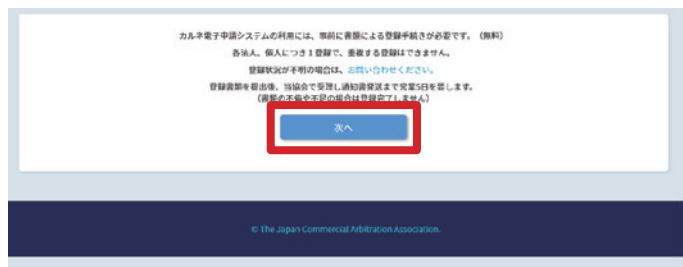 カルネ電子申請システムの利用には、事前に書類による登録手続きが必要です。（無料）
各法人、個人につき1登録で、重複する登録はできません。
登録状況が不明の場合は、お問い合わせください。
登録書類を提出後、当協会で受理し通知書発送まで営業5日を要します。
（書類の不備や不足の場合は登録完了しません）
次へ
© The Japan Commercial Arbitration Association.